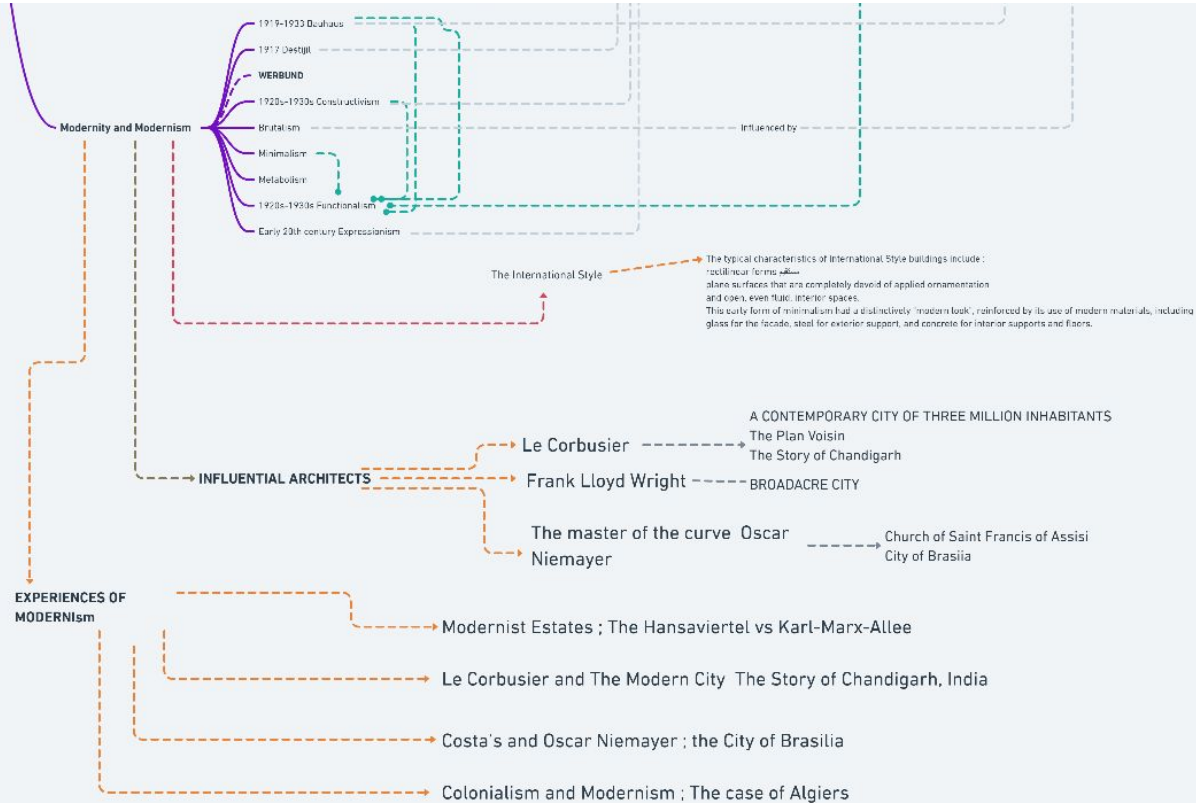 1919-1933 Bauhaus
1917 Destijil
WERBUND
1920s-1930s Constructivism
Modernity and Modernism
Brutalism
Influenced by
Minimalism
Metabolism
1920s-1930s Functionalism
Early 20th century Expressionism
The International Style
The typical characteristics of International Style buildings include :
rectilinear forms مستقيم
plane surfaces that are completely devoid of applied ornamentation
and open, even fluid, interior spaces.
This early form of minimalism had a distinctively "modern look", reinforced by its use of modern materials, including
glass for the facade, steel for exterior support, and concrete for interior supports and floors.
INFLUENTIAL ARCHITECTS
Le Corbusier
A CONTEMPORARY CITY OF THREE MILLION INHABITANTS
The Plan Voisin
The Story of Chandigarh
Frank Lloyd Wright
BROADACRE CITY
The master of the curve Oscar
Niemayer
Church of Saint Francis of Assisi
City of Brasiia
EXPERIENCES OF
MODERNIsm
Modernist Estates ; The Hansaviertel vs Karl-Marx-Allee
Le Corbusier and The Modern City The Story of Chandigarh, India
Costa's and Oscar Niemayer ; the City of Brasilia
Colonialism and Modernism ; The case of Algiers